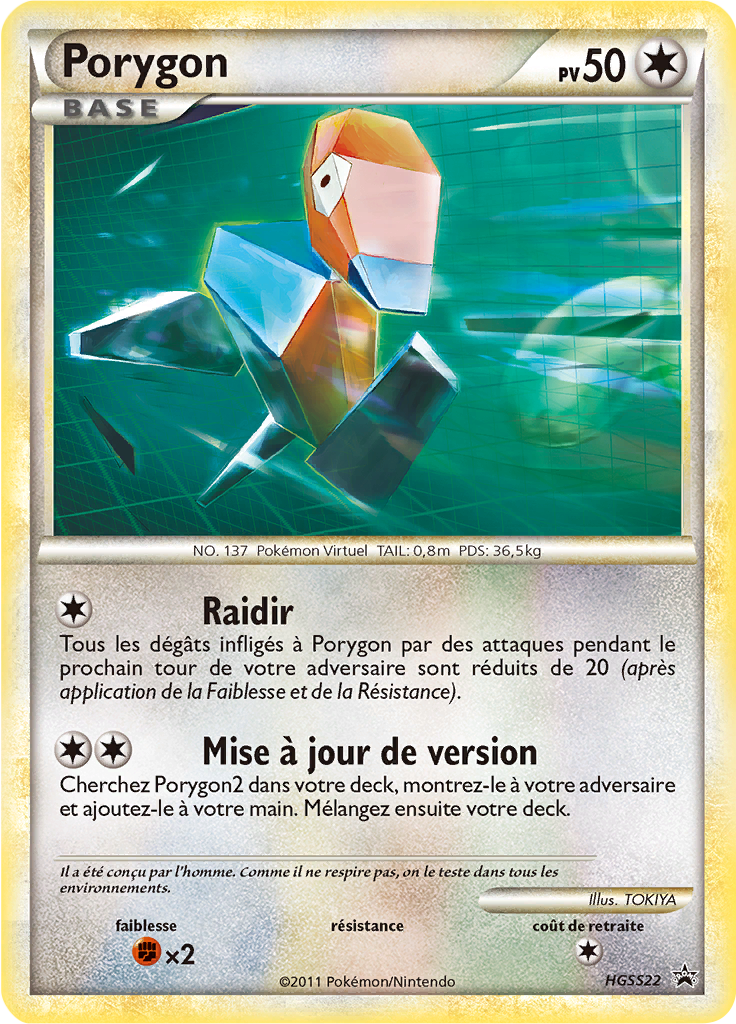 Porygon
PV 50
BASE
NO. 137 Pokémon Virtuel TAIL: 0,8m PDS: 36,5kg
Raidir
Tous les dégâts infligés à Porygon par des attaques pendant le
prochain tour de votre adversaire sont réduits de 20 (après
application de la Faiblesse et de la Résistance).
Mise à jour de version
Cherchez Porygon2 dans votre deck, montrez-le à votre adversaire
et ajoutez-le à votre main. Mélangez ensuite votre deck.
Il a été conçu par l'homme. Comme il ne respire pas, on le teste dans tous les
environnements.
Illus. TOKIYA
faiblesse résistance coût de retraite
×2
©2011 Pokémon/Nintendo
HGSS22